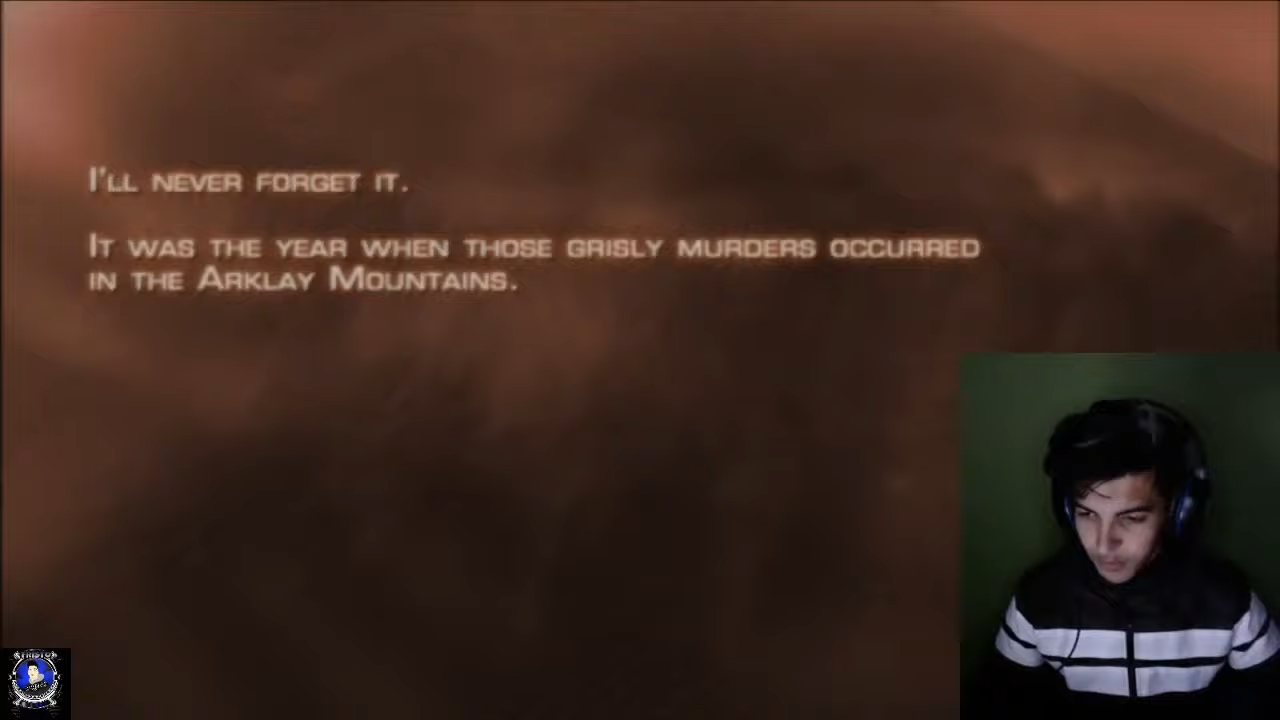 I'll never forget it.
It was the year when those grisly murders occurred
in the Arklay Mountains.